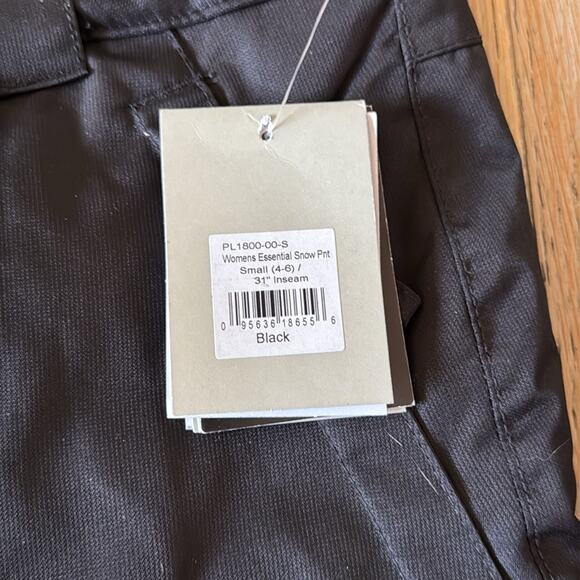 PL1800-00-S
Womens Essential Snow Pnt
Small (4-6) /
31" Inseam
0 95636 18655 6
Black